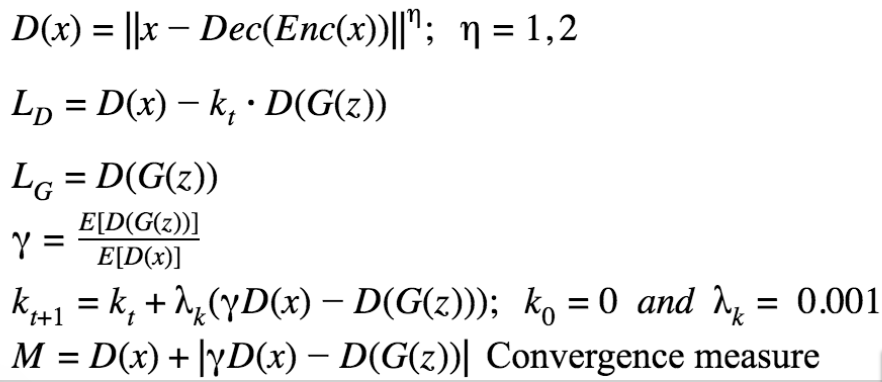 D(x) = ||x − Dec(Enc(x))||^η; η = 1,2
L_D = D(x) − k_t · D(G(z))
L_G = D(G(z))
γ = E[D(G(z))] / E[D(x)]
k_{t+1} = k_t + λ_k(γD(x) − D(G(z))); k_0 = 0 and λ_k = 0.001
M = D(x) + |γD(x) − D(G(z))| Convergence measure